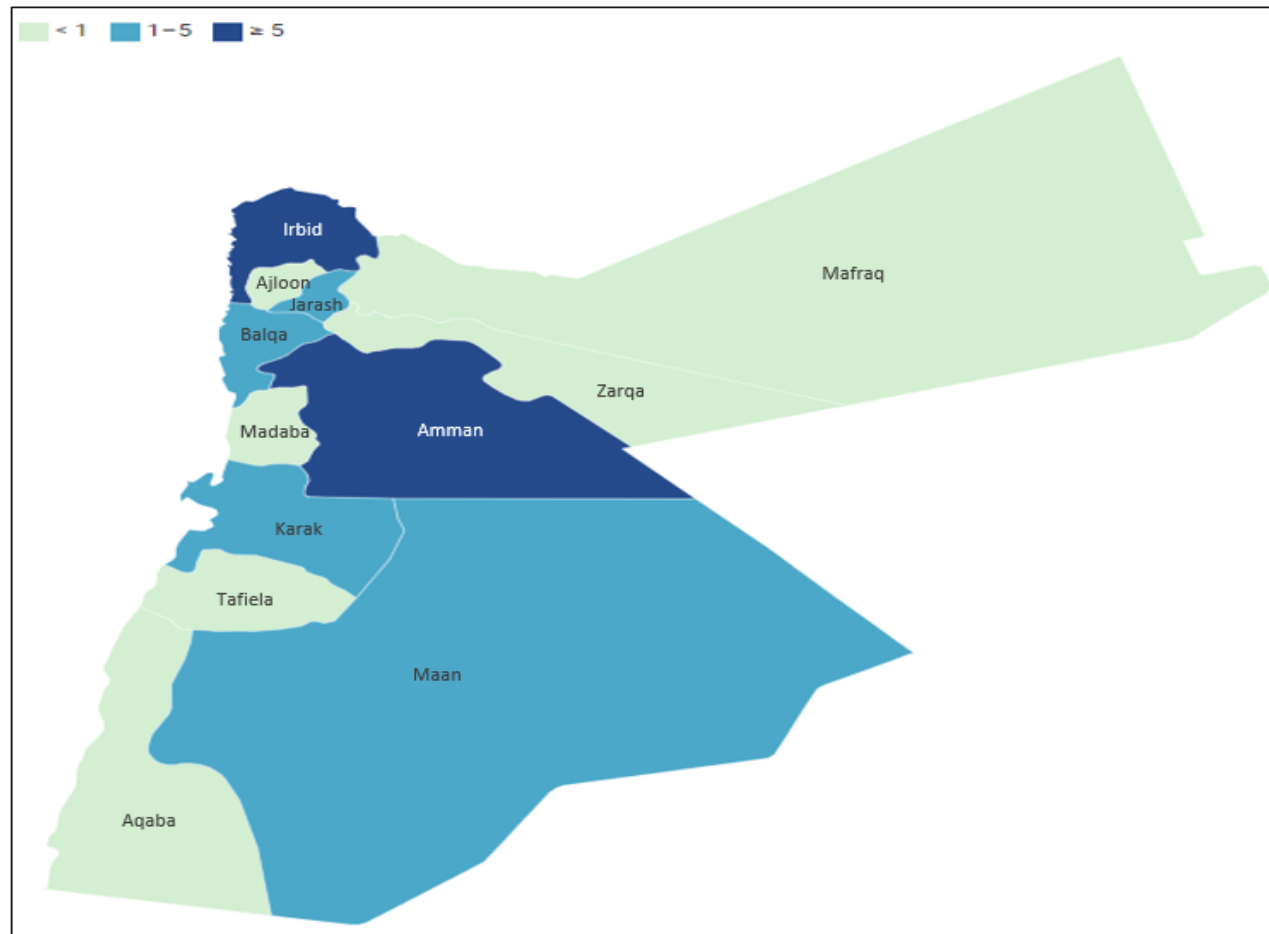 < 1 1–5 ≥ 5
Irbid
Ajloon
Mafraq
Jarash
Balqa
Zarqa
Madaba
Amman
Karak
Tafiela
Maan
Aqaba